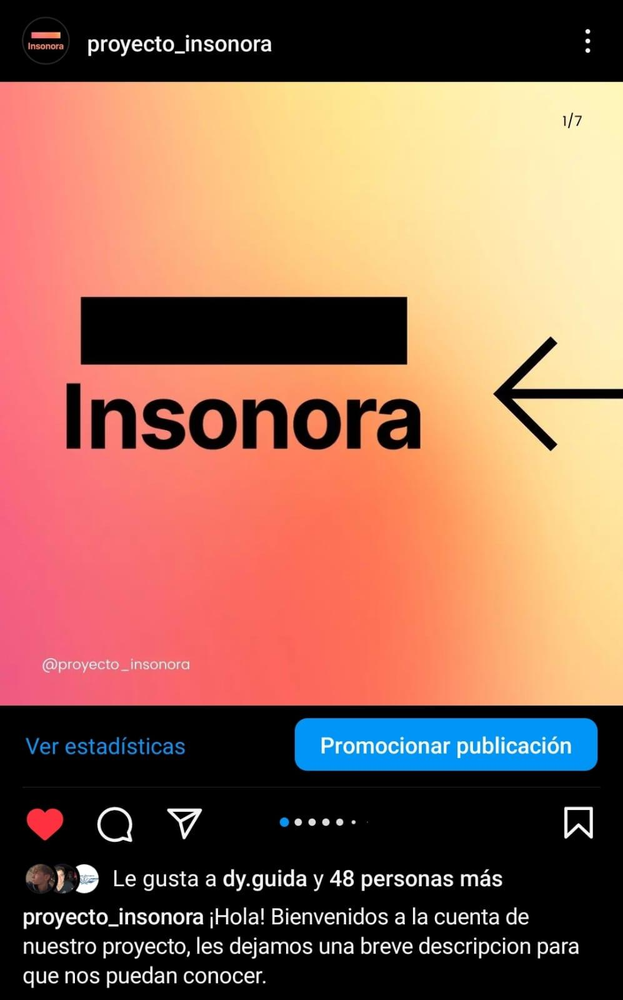 Insonora
proyecto_insonora
1/7
Insonora
@proyecto_insonora
Ver estadísticas
Promocionar publicación
Le gusta a dy.guida y 48 personas más
proyecto_insonora ¡Hola! Bienvenidos a la cuenta de
nuestro proyecto, les dejamos una breve descripcion para
que nos puedan conocer.